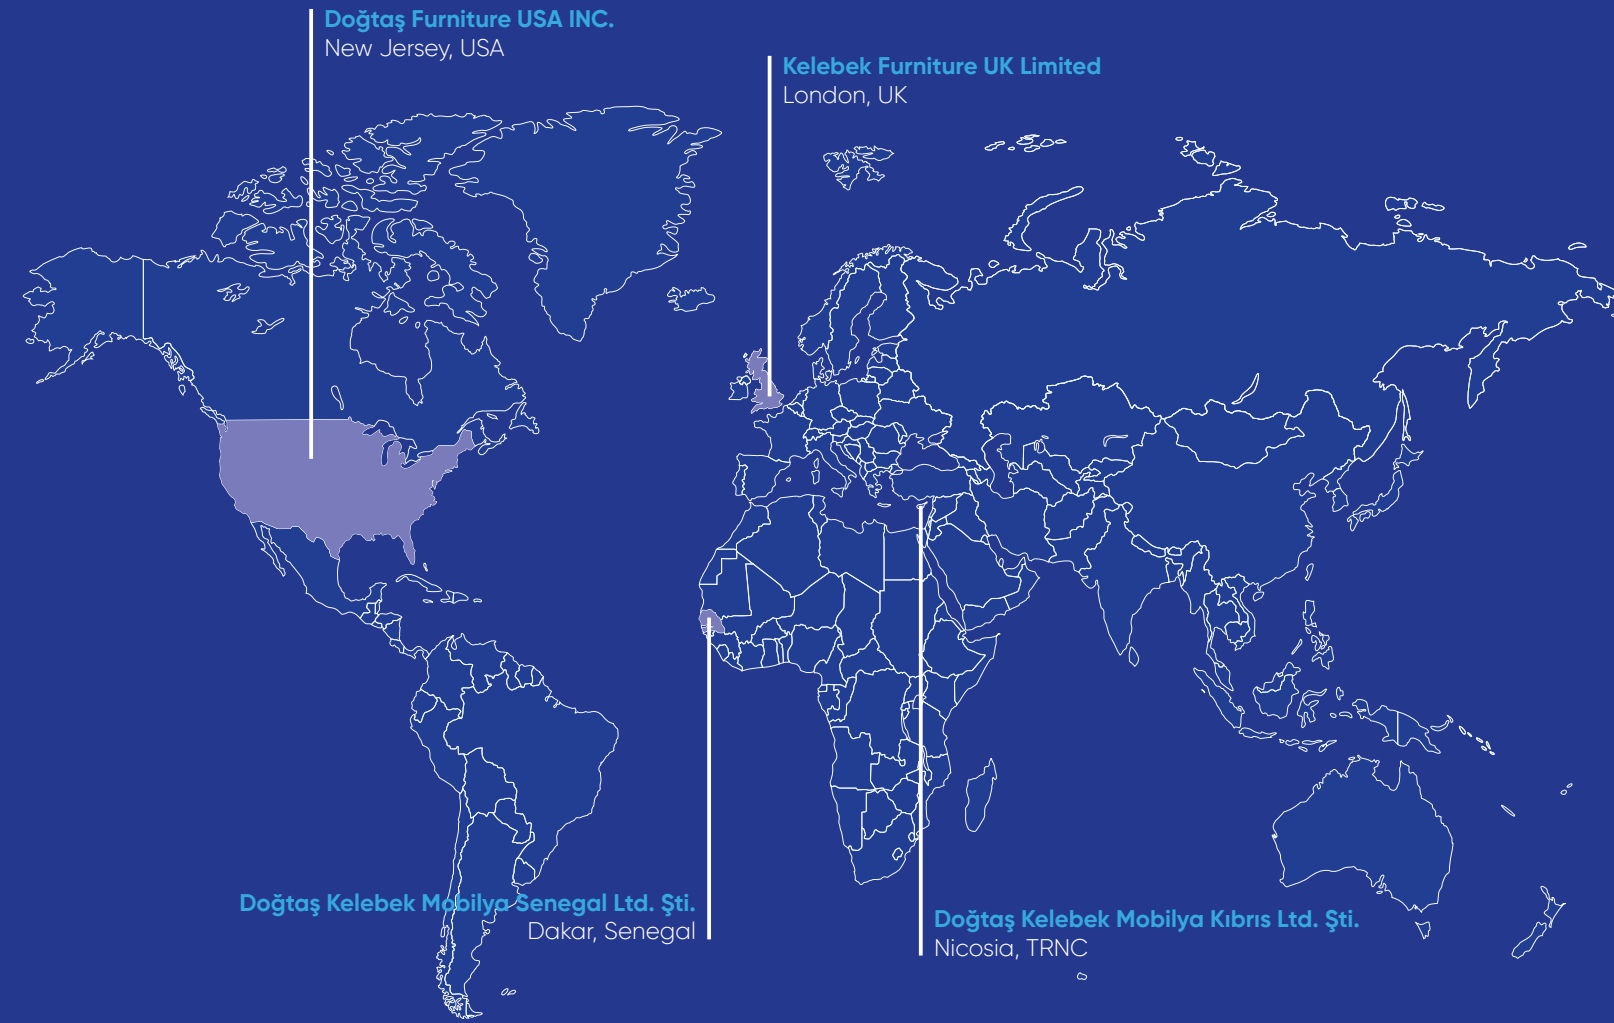 Doğtaş Furniture USA INC.
New Jersey, USA
Kelebek Furniture UK Limited
London, UK
Doğtaş Kelebek Mobilya Senegal Ltd. Şti.
Dakar, Senegal
Doğtaş Kelebek Mobilya Kıbrıs Ltd. Şti.
Nicosia, TRNC